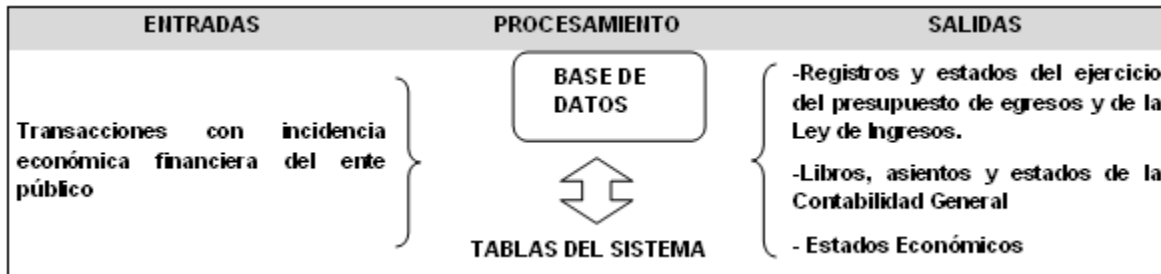 ENTRADAS
PROCESAMIENTO
SALIDAS
Transacciones con incidencia
económica financiera del ente
público
BASE DE
DATOS
TABLAS DEL SISTEMA
-Registros y estados del ejercicio
del presupuesto de egresos y de la
Ley de Ingresos.
-Libros, asientos y estados de la
Contabilidad General
- Estados Económicos